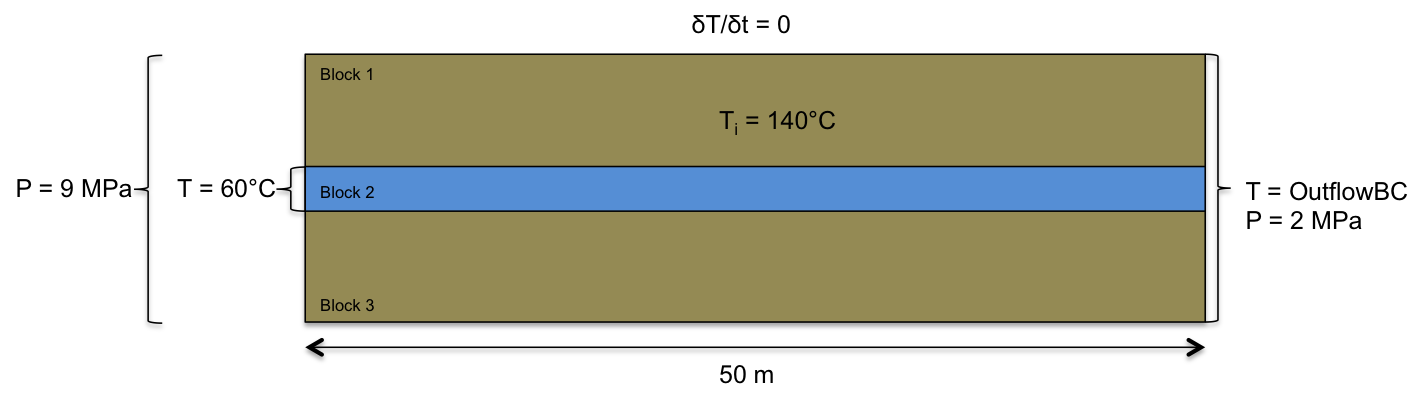 δT/δt = 0
Block 1
Tᵢ = 140°C
P = 9 MPa
T = 60°C
Block 2
T = OutflowBC
P = 2 MPa
Block 3
50 m